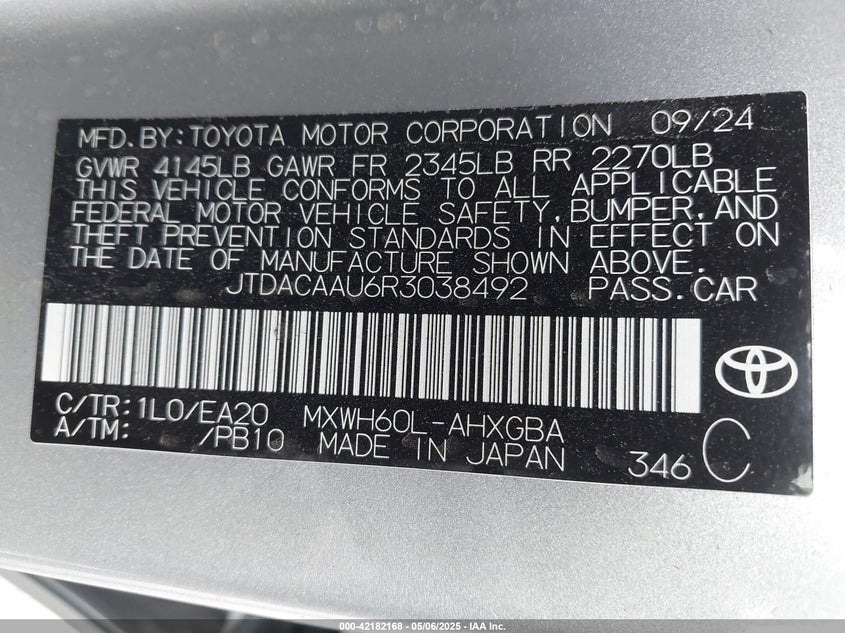 MFD.BY:TOYOTA MOTOR CORPORATION 09/24
GVWR 4145LB GAWR FR 2345LB RR 2270LB
THIS VEHICLE CONFORMS TO ALL APPLICABLE
FEDERAL MOTOR VEHICLE SAFETY,BUMPER,AND
THEFT PREVENTION STANDARDS IN EFFECT ON
THE DATE OF MANUFACTURE SHOWN ABOVE.
JTDACAAU6R3038492 PASS.CAR
C/TR:1L0/EA20 MXWH60L-AHXGBA
A/TM: /PB10 MADE IN JAPAN 346 C
000-42182168 - 05/06/2025 - IAA Inc.